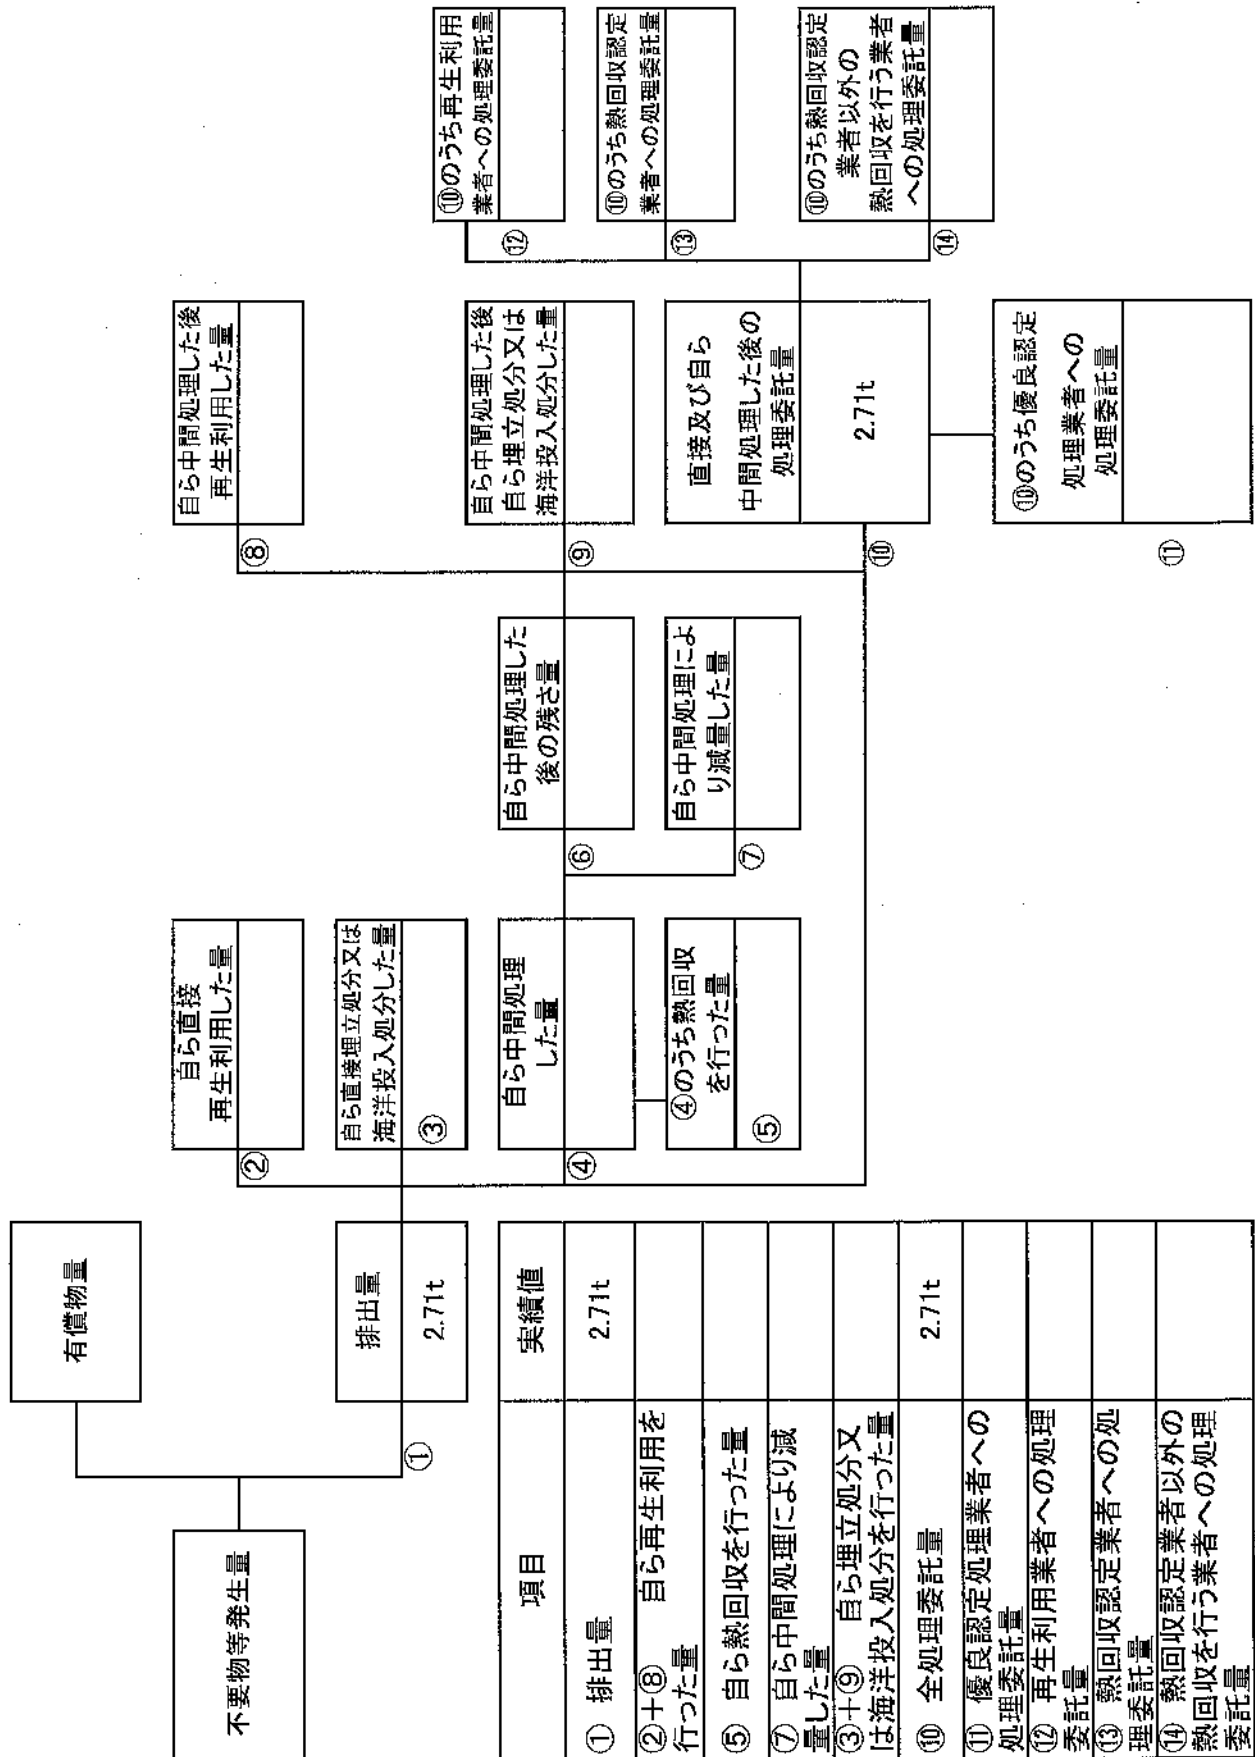 有償物量
不要物等発生量
排出量
2.71t
①
自ら直接
再生利用した量
②
自ら直接埋立処分又は
海洋投入処分した量
③
自ら中間処理
した量
④
④のうち熱回収
を行った量
⑤
自ら中間処理した
後の残さ量
⑥
自ら中間処理によ
り減量した量
⑦
自ら中間処理した後
再生利用した量
⑧
自ら中間処理した後
自ら埋立処分又は
海洋投入処分した量
⑨
直接及び自ら
中間処理した後の
処理委託量
2.71t
⑩
⑩のうち優良認定
処理業者への
処理委託量
⑪
⑩のうち再生利用
業者への処理委託量
⑫
⑩のうち熱回収認定
業者への処理委託量
⑬
⑩のうち熱回収認定
業者以外の
熱回収を行う業者
への処理委託量
⑭
項目 実績値
① 排出量 2.71t
②+⑧ 自ら再生利用を
行った量
⑤ 自ら熱回収を行った量
⑦ 自ら中間処理により減
量した量
③+⑨ 自ら埋立処分又
は海洋投入処分を行った量
⑩ 全処理委託量 2.71t
⑪ 優良認定処理業者への
処理委託量
⑫ 再生利用業者への処理
委託量
⑬ 熱回収認定業者への処
理委託量
⑭ 熱回収認定業者以外の
熱回収を行う業者への処理
委託量